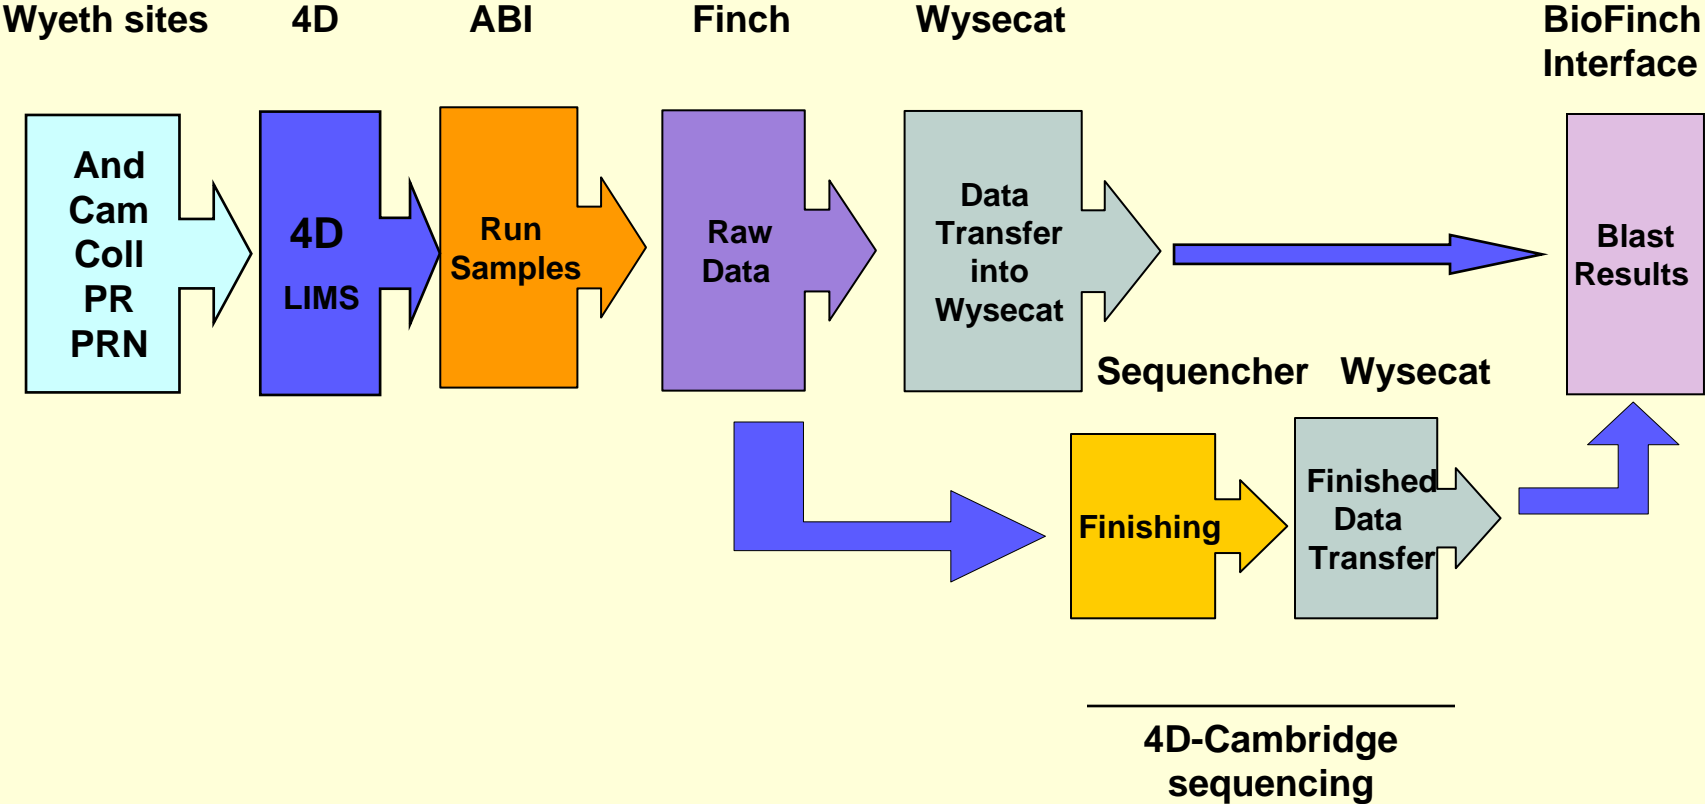 Wyeth sites
4D
ABI
Finch
Wysecat
BioFinch
Interface
And
Cam
Coll
PR
PRN
4D
LIMS
Run
Samples
Raw
Data
Data
Transfer
into
Wysecat
Blast
Results
Sequencher
Wysecat
Finishing
Finished
Data
Transfer
4D-Cambridge
sequencing